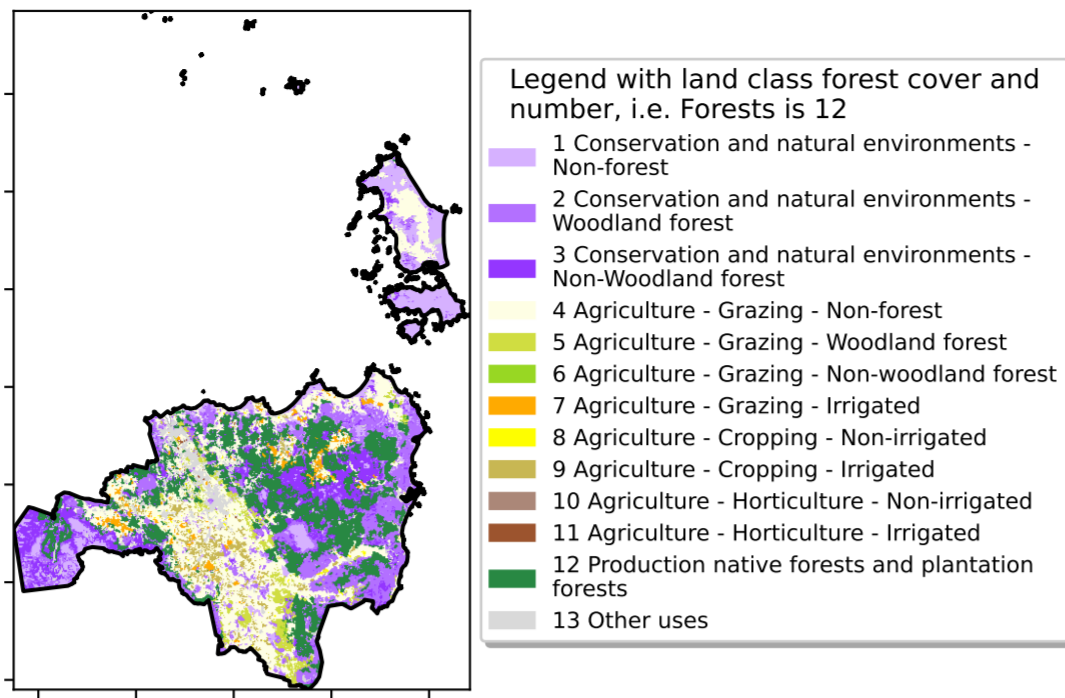 Legend with land class forest cover and
number, i.e. Forests is 12
1 Conservation and natural environments -
Non-forest
2 Conservation and natural environments -
Woodland forest
3 Conservation and natural environments -
Non-Woodland forest
4 Agriculture - Grazing - Non-forest
5 Agriculture - Grazing - Woodland forest
6 Agriculture - Grazing - Non-woodland forest
7 Agriculture - Grazing - Irrigated
8 Agriculture - Cropping - Non-irrigated
9 Agriculture - Cropping - Irrigated
10 Agriculture - Horticulture - Non-irrigated
11 Agriculture - Horticulture - Irrigated
12 Production native forests and plantation
forests
13 Other uses